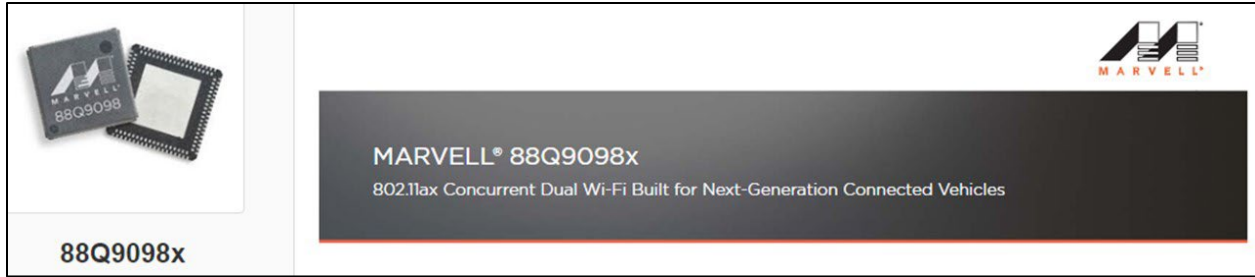 MARVELL
88Q9098
88Q9098x
MARVELL®
MARVELL® 88Q9098x
802.11ax Concurrent Dual Wi-Fi Built for Next-Generation Connected Vehicles